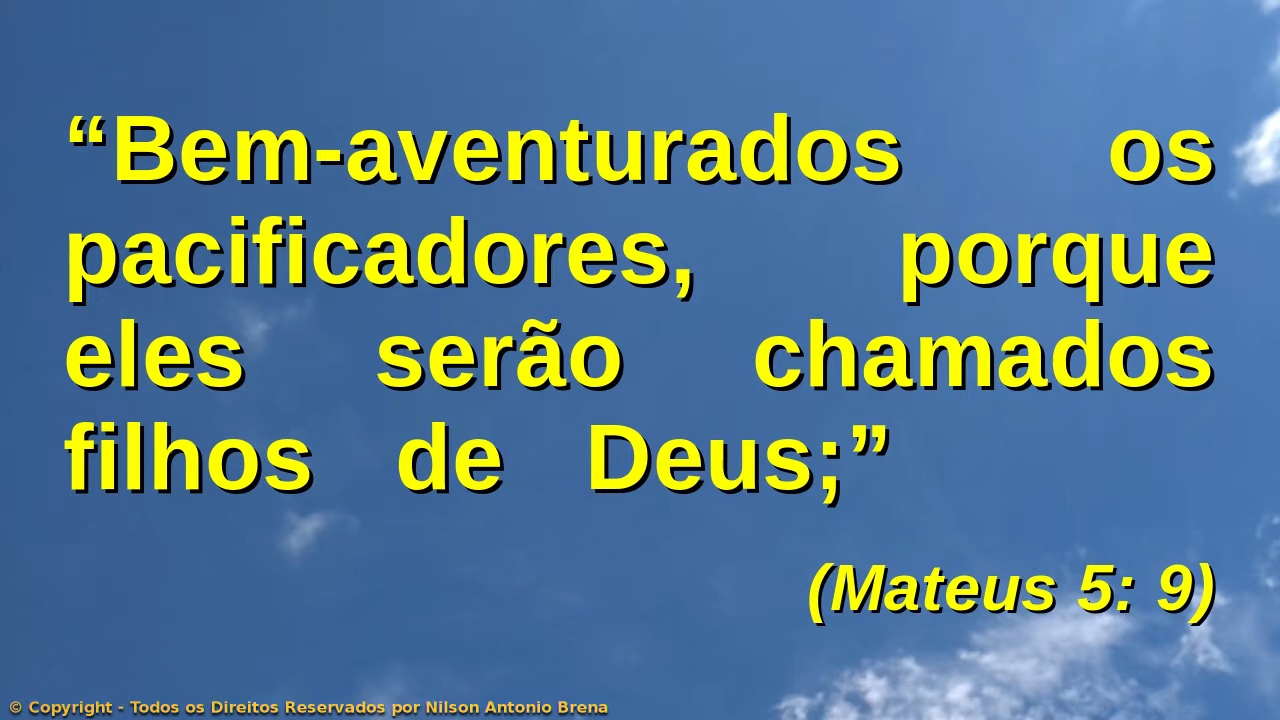 “Bem-aventurados os
pacificadores, porque
eles serão chamados
filhos de Deus;”
(Mateus 5: 9)
© Copyright - Todos os Direitos Reservados por Nilson Antonio Brena